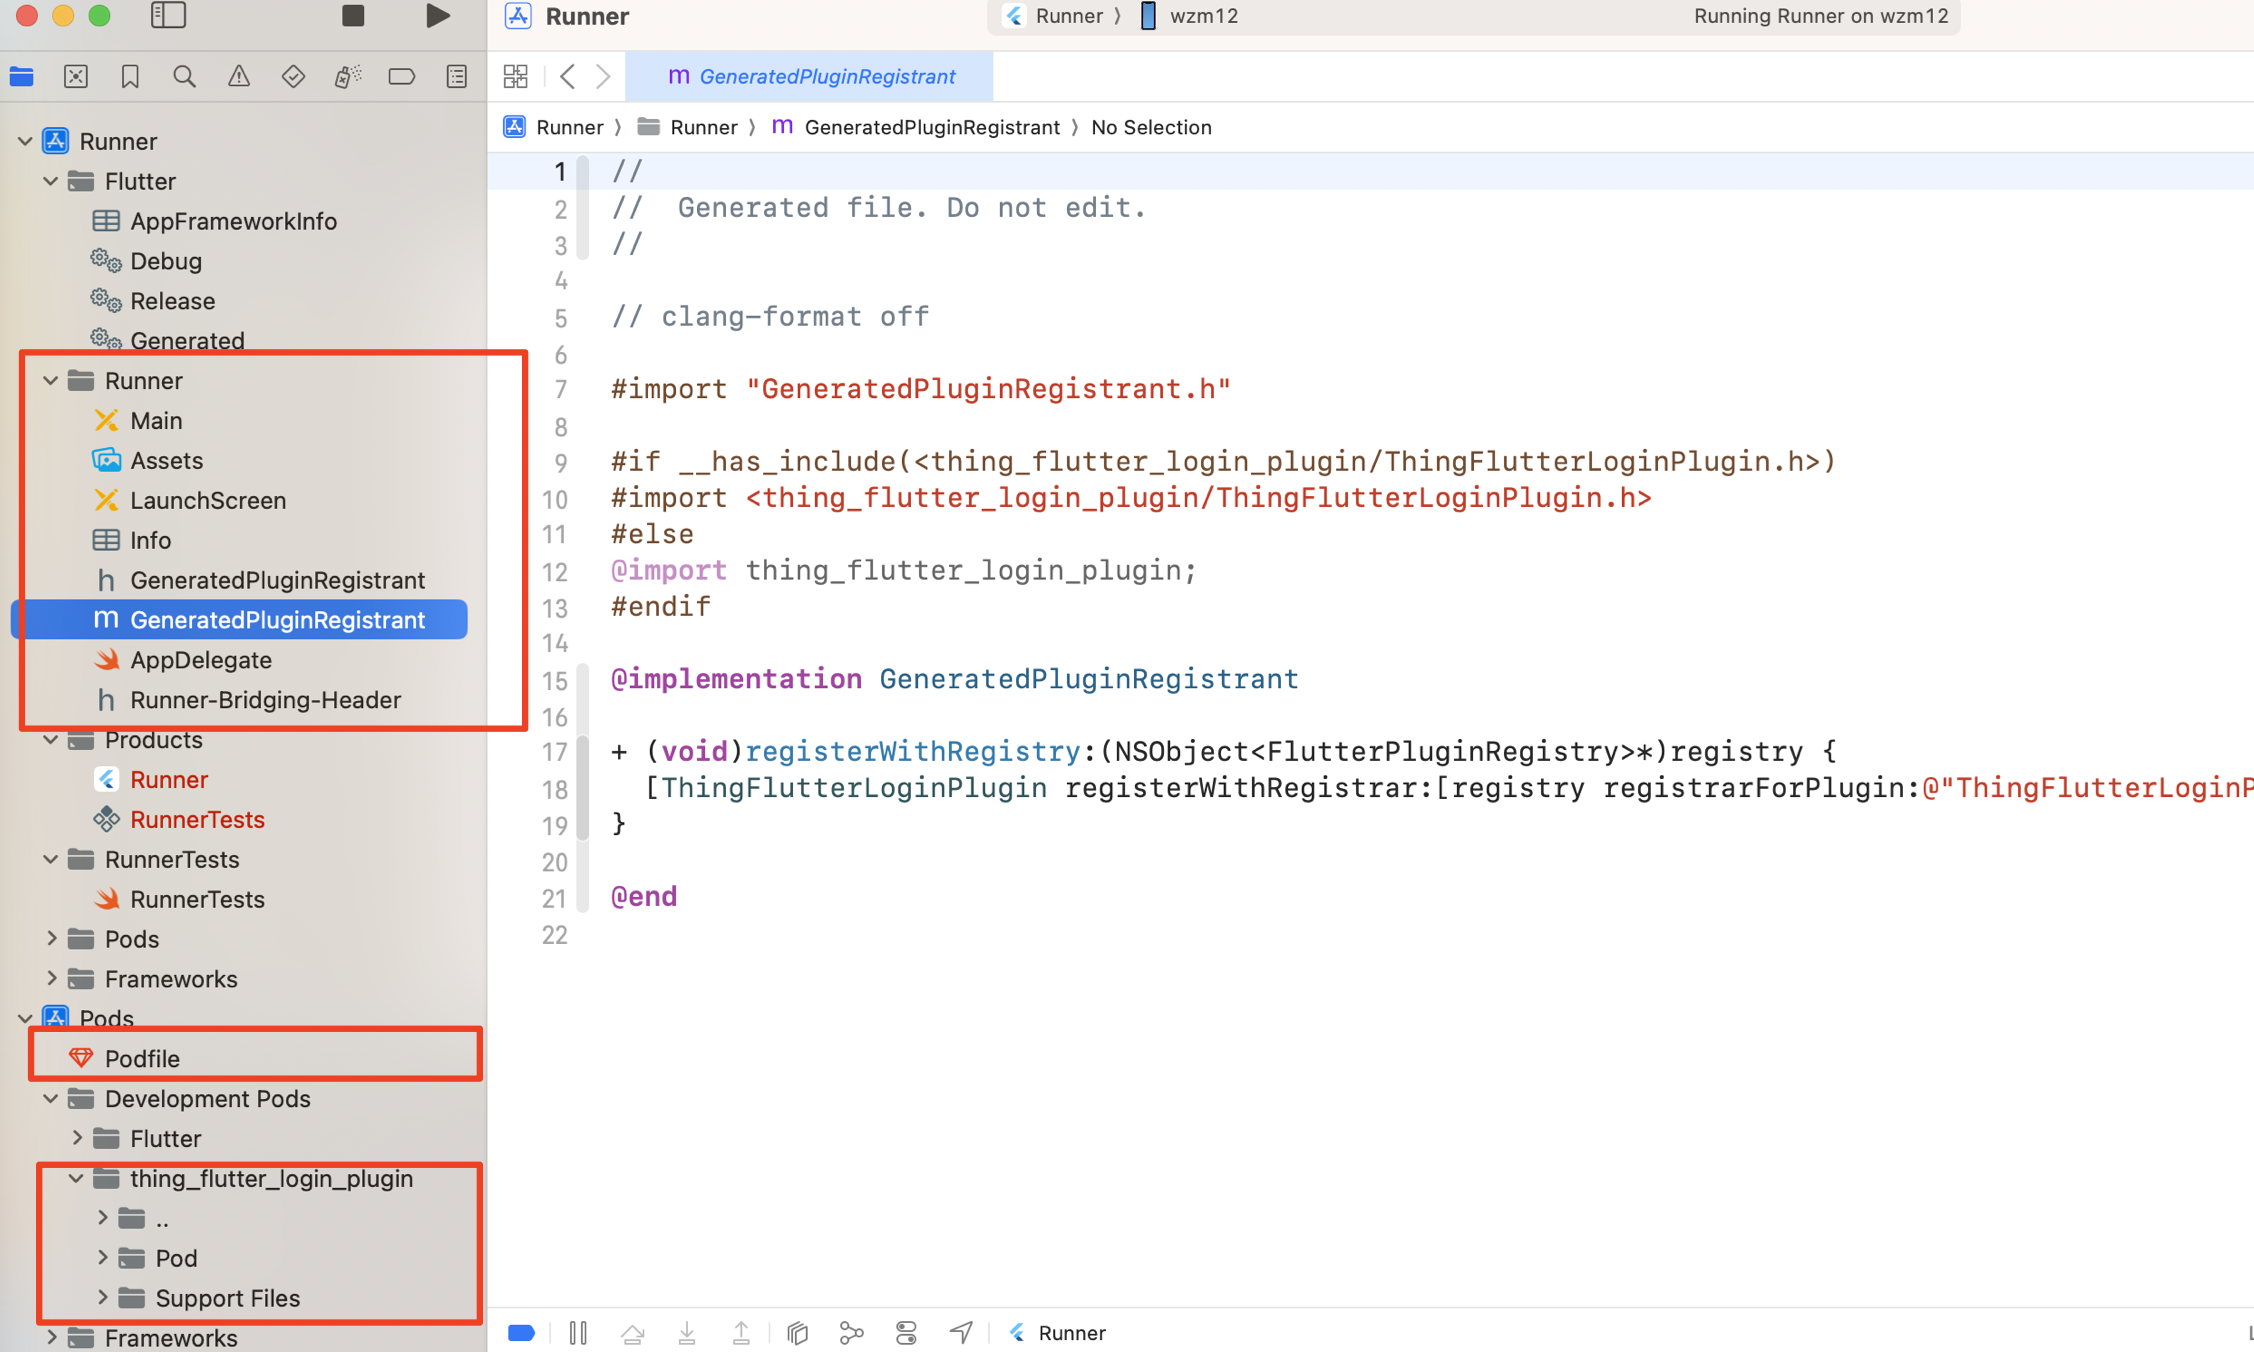 Runner
Runner 〉 wzm12
Running Runner on wzm12
m GeneratedPluginRegistrant
Runner 〉 Runner 〉 m GeneratedPluginRegistrant 〉 No Selection
Runner
Flutter
AppFrameworkInfo
Debug
Release
Generated
Runner
Main
Assets
LaunchScreen
Info
h GeneratedPluginRegistrant
m GeneratedPluginRegistrant
AppDelegate
h Runner-Bridging-Header
Products
Runner
RunnerTests
RunnerTests
RunnerTests
Pods
Frameworks
Pods
Podfile
Development Pods
Flutter
thing_flutter_login_plugin
..
Pod
Support Files
Frameworks
1 //
2 //  Generated file. Do not edit.
3 //
4
5 // clang-format off
6
7 #import "GeneratedPluginRegistrant.h"
8
9 #if __has_include(<thing_flutter_login_plugin/ThingFlutterLoginPlugin.h>)
10 #import <thing_flutter_login_plugin/ThingFlutterLoginPlugin.h>
11 #else
12 @import thing_flutter_login_plugin;
13 #endif
14
15 @implementation GeneratedPluginRegistrant
16
17 + (void)registerWithRegistry:(NSObject<FlutterPluginRegistry>*)registry {
18   [ThingFlutterLoginPlugin registerWithRegistrar:[registry registrarForPlugin:@"ThingFlutterLoginP
19 }
20
21 @end
22
Runner